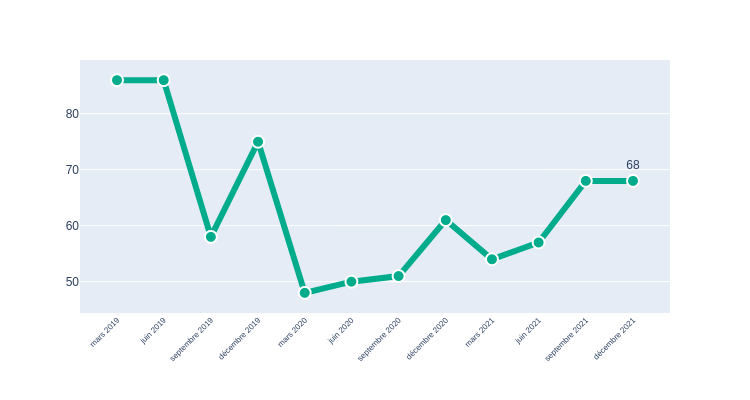 80
70
60
50
68
mars 2019
juin 2019
septembre 2019
décembre 2019
mars 2020
juin 2020
septembre 2020
décembre 2020
mars 2021
juin 2021
septembre 2021
décembre 2021